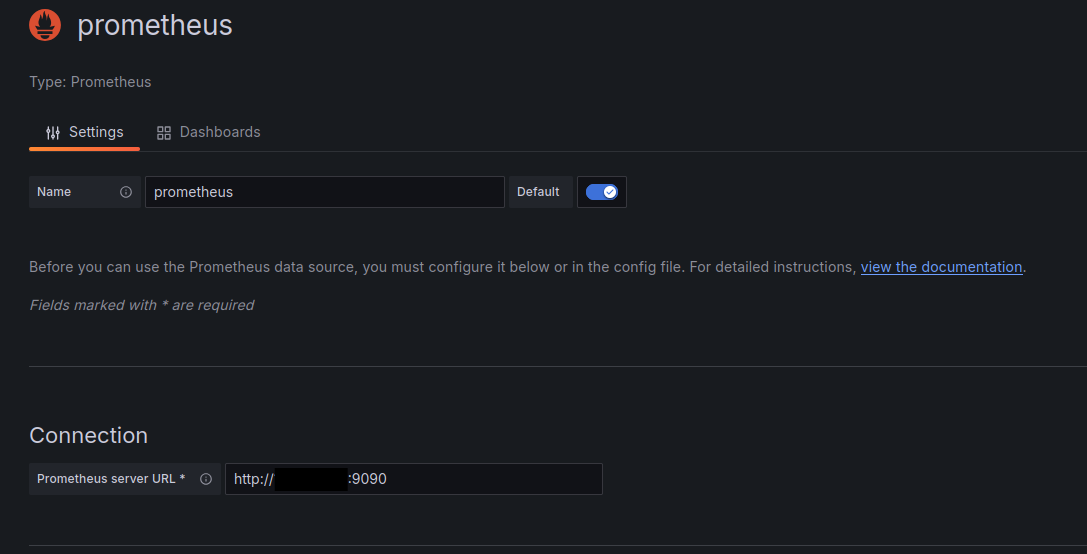 prometheus
Type: Prometheus
Settings Dashboards
Name prometheus Default
Before you can use the Prometheus data source, you must configure it below or in the config file. For detailed instructions, view the documentation.
Fields marked with * are required
Connection
Prometheus server URL * http:// :9090